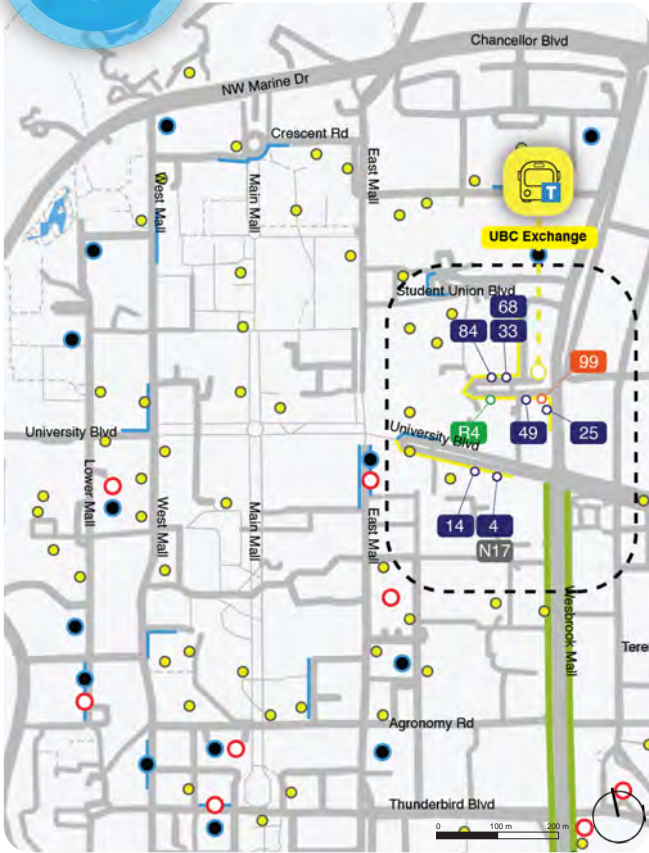 Chancellor Blvd
NW Marine Dr
Crescent Rd
West Mall
Main Mall
East Mall
T
UBC Exchange
Student Union Blvd
68
84
33
99
R4
49
25
University Blvd
University Blvd
Lower Mall
West Mall
Main Mall
East Mall
14
4
N17
Wesbrook Mall
Tere
Agronomy Rd
Thunderbird Blvd
0
100 m
200 m